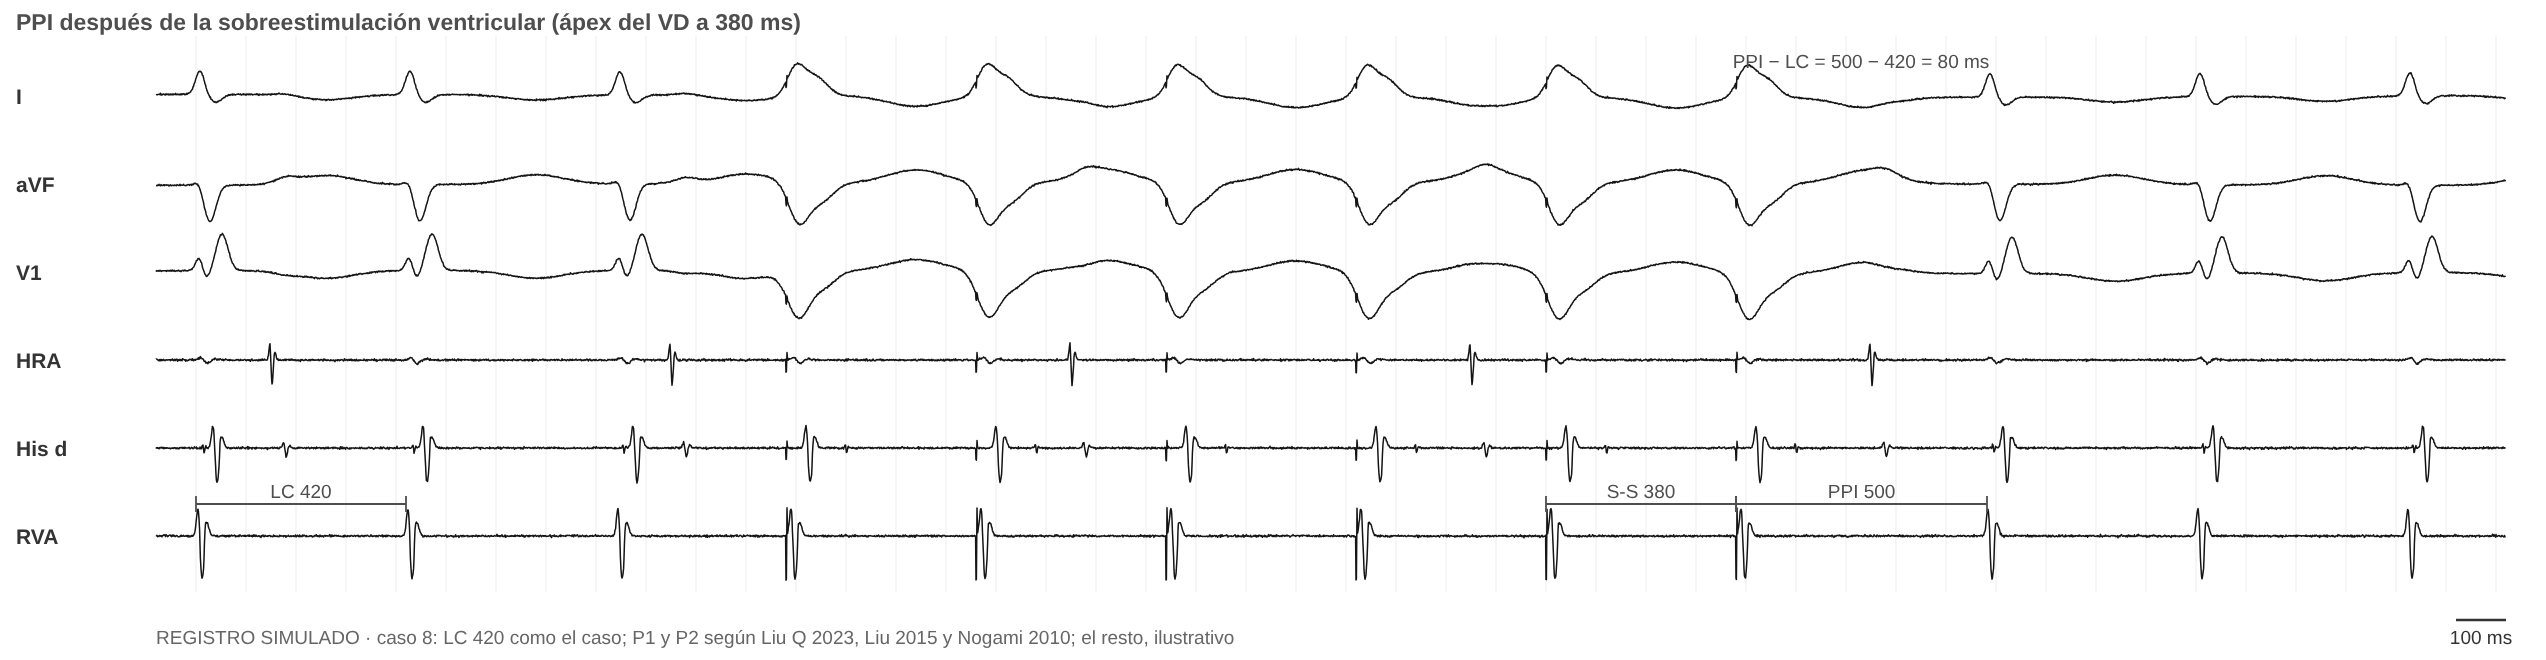 PPI después de la sobreestimulación ventricular (ápex del VD a 380 ms)
PPI − LC = 500 − 420 = 80 ms
I
aVF
V1
HRA
His d
LC 420
S-S 380
PPI 500
RVA
REGISTRO SIMULADO · caso 8: LC 420 como el caso; P1 y P2 según Liu Q 2023, Liu 2015 y Nogami 2010; el resto, ilustrativo
100 ms